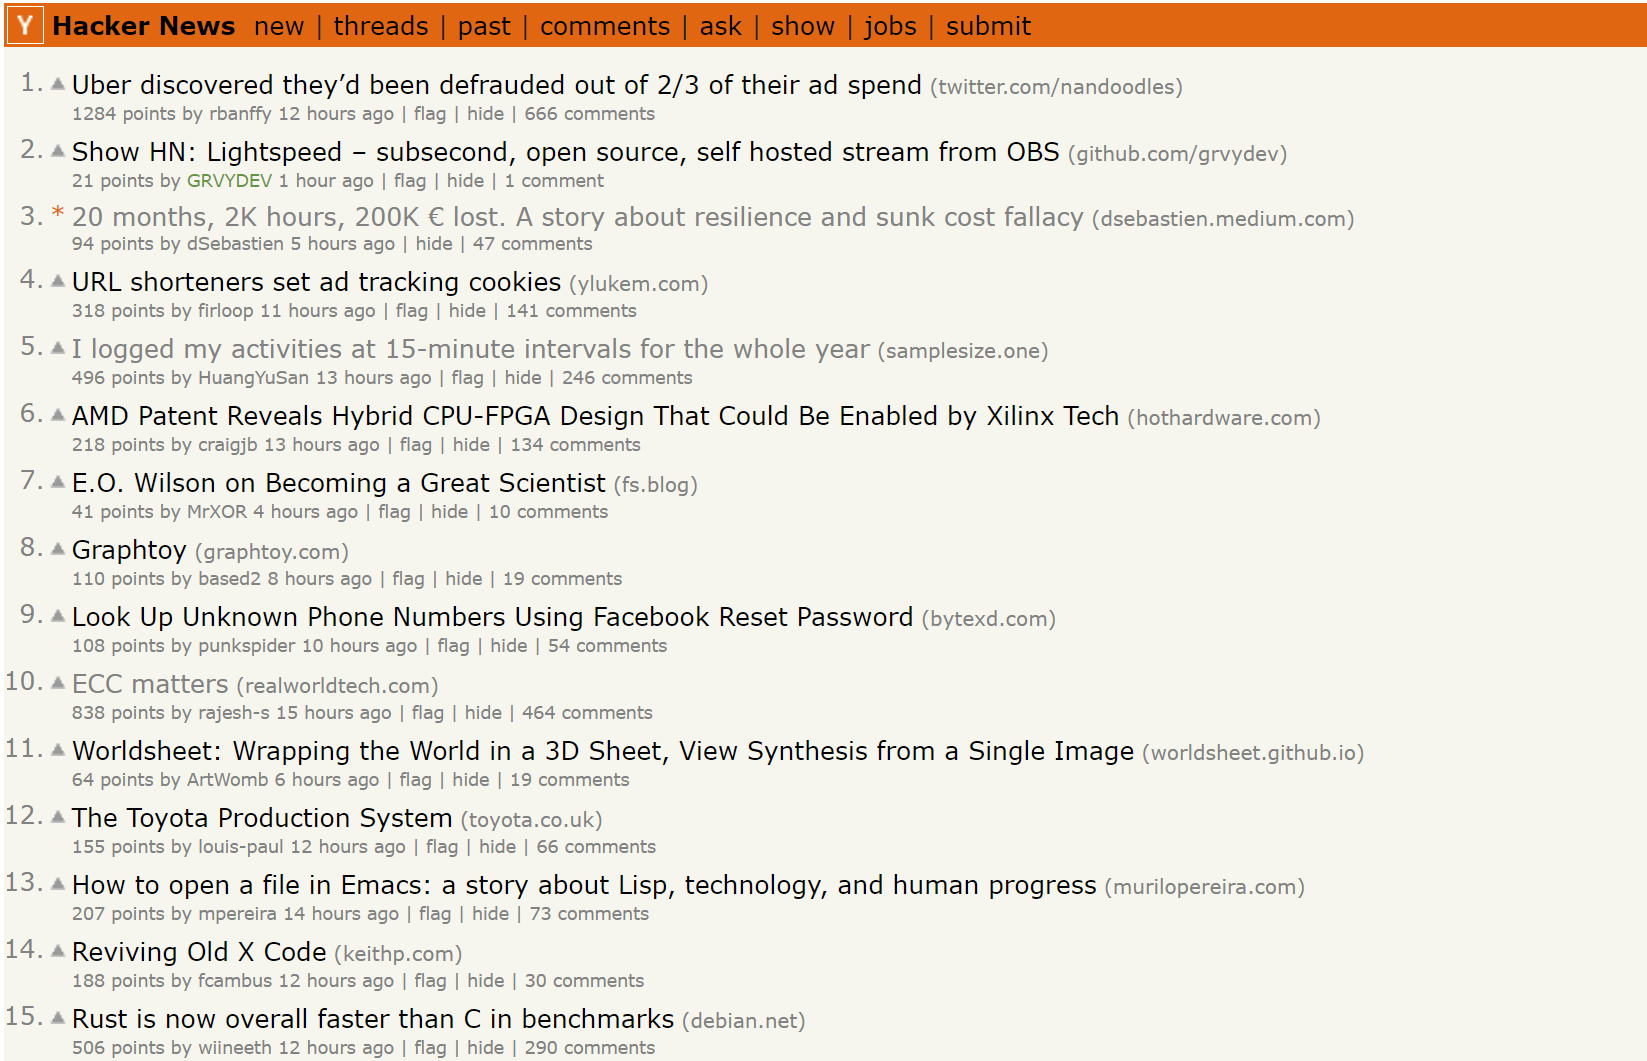 Y Hacker News new | threads | past | comments | ask | show | jobs | submit
1. Uber discovered they’d been defrauded out of 2/3 of their ad spend (twitter.com/nandoodles)
1284 points by rbanffy 12 hours ago | flag | hide | 666 comments
2. Show HN: Lightspeed – subsecond, open source, self hosted stream from OBS (github.com/grvydev)
21 points by GRVYDEV 1 hour ago | flag | hide | 1 comment
3. * 20 months, 2K hours, 200K € lost. A story about resilience and sunk cost fallacy (dsebastien.medium.com)
94 points by dSebastien 5 hours ago | hide | 47 comments
4. URL shorteners set ad tracking cookies (ylukem.com)
318 points by firloop 11 hours ago | flag | hide | 141 comments
5. I logged my activities at 15-minute intervals for the whole year (samplesize.one)
496 points by HuangYuSan 13 hours ago | flag | hide | 246 comments
6. AMD Patent Reveals Hybrid CPU-FPGA Design That Could Be Enabled by Xilinx Tech (hothardware.com)
218 points by craigjb 13 hours ago | flag | hide | 134 comments
7. E.O. Wilson on Becoming a Great Scientist (fs.blog)
41 points by MrXOR 4 hours ago | flag | hide | 10 comments
8. Graphtoy (graphtoy.com)
110 points by based2 8 hours ago | flag | hide | 19 comments
9. Look Up Unknown Phone Numbers Using Facebook Reset Password (bytexd.com)
108 points by punkspider 10 hours ago | flag | hide | 54 comments
10. ECC matters (realworldtech.com)
838 points by rajesh-s 15 hours ago | flag | hide | 464 comments
11. Worldsheet: Wrapping the World in a 3D Sheet, View Synthesis from a Single Image (worldsheet.github.io)
64 points by ArtWomb 6 hours ago | flag | hide | 19 comments
12. The Toyota Production System (toyota.co.uk)
155 points by louis-paul 12 hours ago | flag | hide | 66 comments
13. How to open a file in Emacs: a story about Lisp, technology, and human progress (murilopereira.com)
207 points by mpereira 14 hours ago | flag | hide | 73 comments
14. Reviving Old X Code (keithp.com)
188 points by fcambus 12 hours ago | flag | hide | 30 comments
15. Rust is now overall faster than C in benchmarks (debian.net)
506 points by wiineeth 12 hours ago | flag | hide | 290 comments